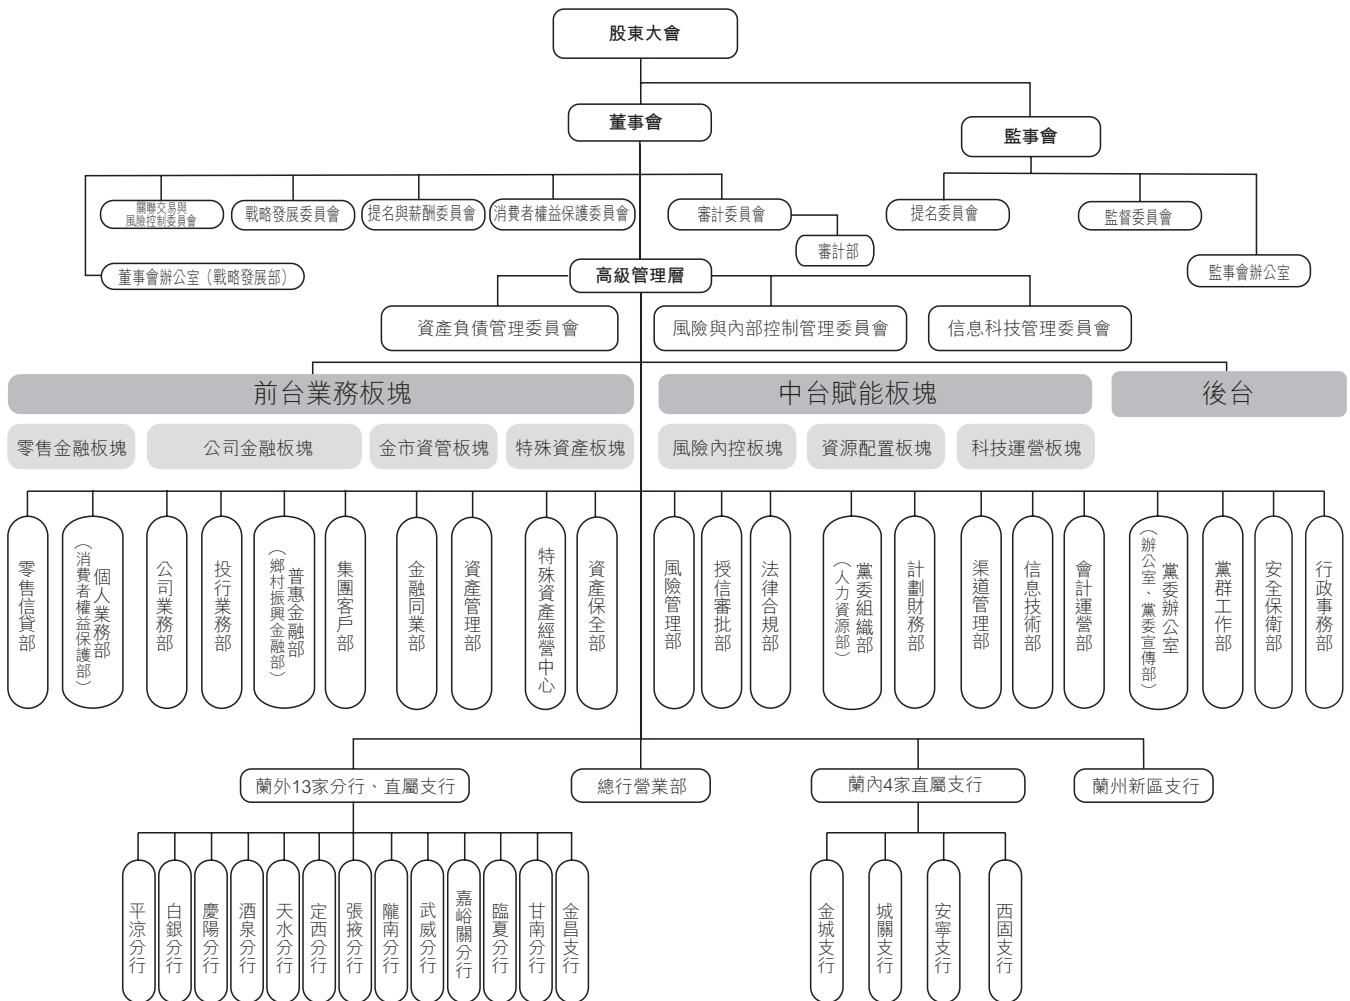 股東大會
董事會
監事會
關聯交易與
風險控制委員會
戰略發展委員會
提名與薪酬委員會
消費者權益保護委員會
審計委員會
提名委員會
監督委員會
審計部
董事會辦公室（戰略發展部）
高級管理層
監事會辦公室
資產負債管理委員會
風險與內部控制管理委員會
信息科技管理委員會
前台業務板塊
中台賦能板塊
後台
零售金融板塊
公司金融板塊
金市資管板塊
特殊資產板塊
風險內控板塊
資源配置板塊
科技運營板塊
零售信貸部
個人業務部
（消費者權益保護部）
公司業務部
投行業務部
普惠金融部
（鄉村振興金融部）
集團客戶部
金融同業部
資產管理部
特殊資產經營中心
資產保全部
風險管理部
授信審批部
法律合規部
黨委組織部
（人力資源部）
計劃財務部
渠道管理部
信息技術部
會計運營部
黨委辦公室
（辦公室、黨委宣傳部）
黨群工作部
安全保衛部
行政事務部
蘭外13家分行、直屬支行
總行營業部
蘭內4家直屬支行
蘭州新區支行
平涼分行
白銀分行
慶陽分行
酒泉分行
天水分行
定西分行
張掖分行
隴南分行
武威分行
嘉峪關分行
臨夏分行
甘南分行
金昌支行
金城支行
城關支行
安寧支行
西固支行